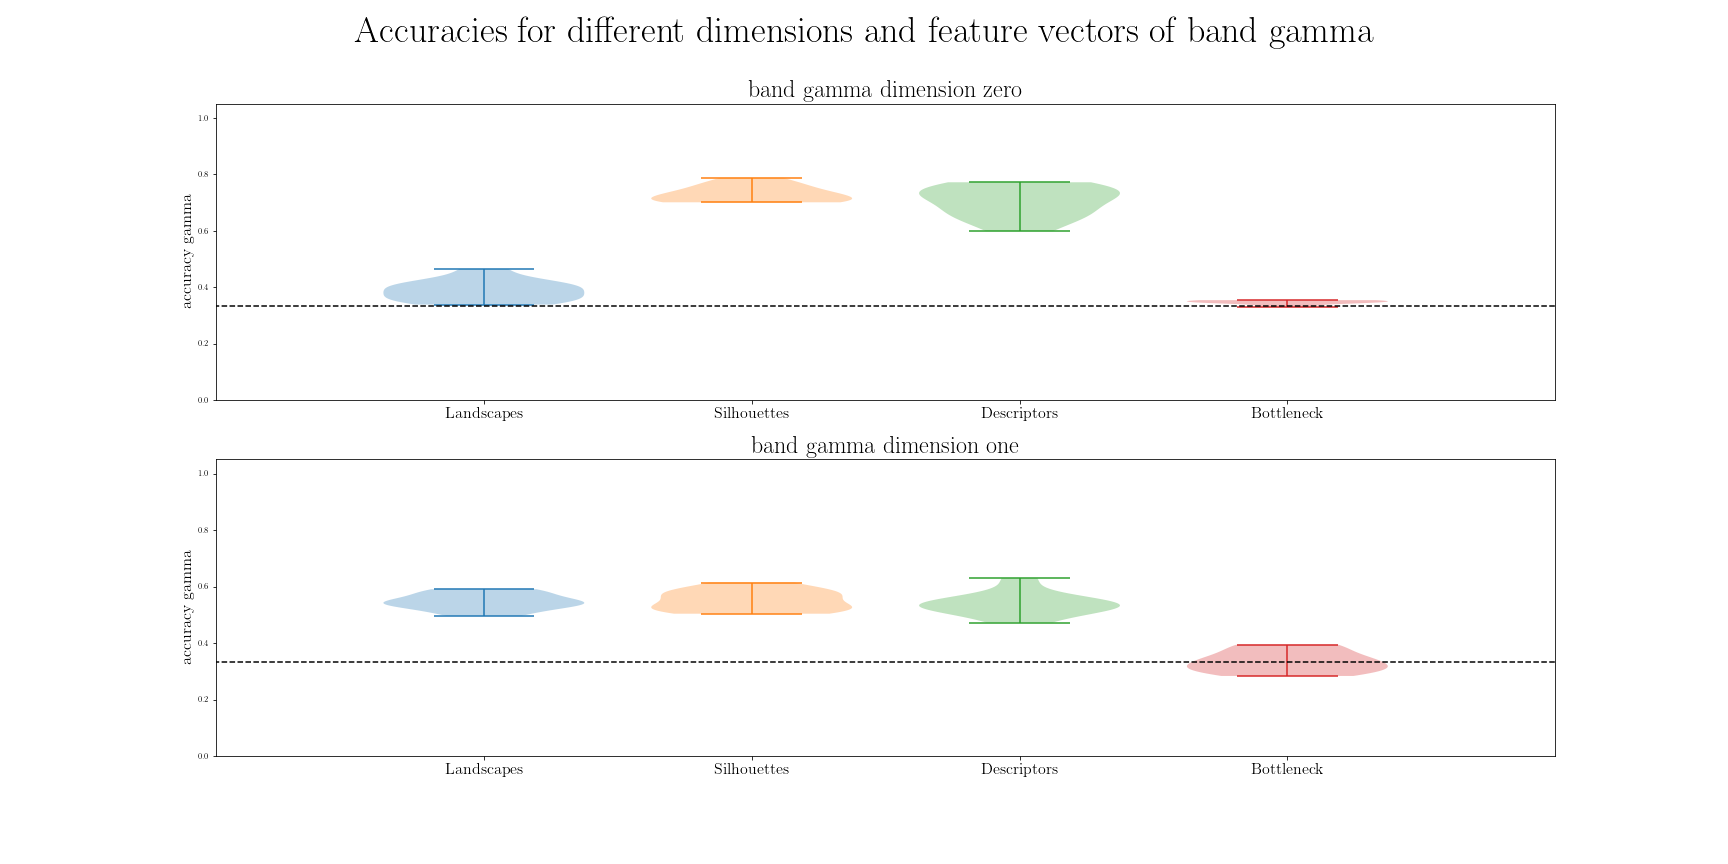 Accuracies for different dimensions and feature vectors of band gamma
band gamma dimension zero
accuracy gamma
1.0
0.8
0.6
0.4
0.2
0.0
Landscapes Silhouettes Descriptors Bottleneck
band gamma dimension one
accuracy gamma
1.0
0.8
0.6
0.4
0.2
0.0
Landscapes Silhouettes Descriptors Bottleneck